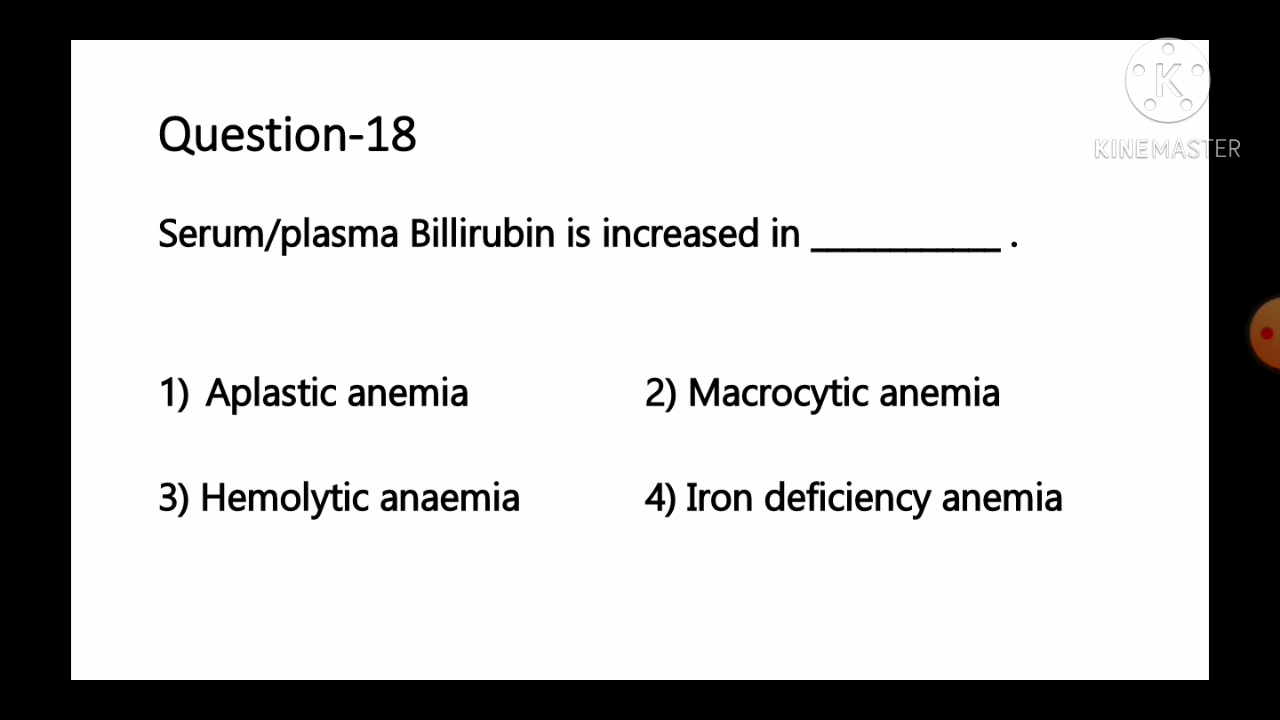 K
KINEMASTER
Question-18
Serum/plasma Billirubin is increased in ____________ .
1) Aplastic anemia
2) Macrocytic anemia
3) Hemolytic anaemia
4) Iron deficiency anemia